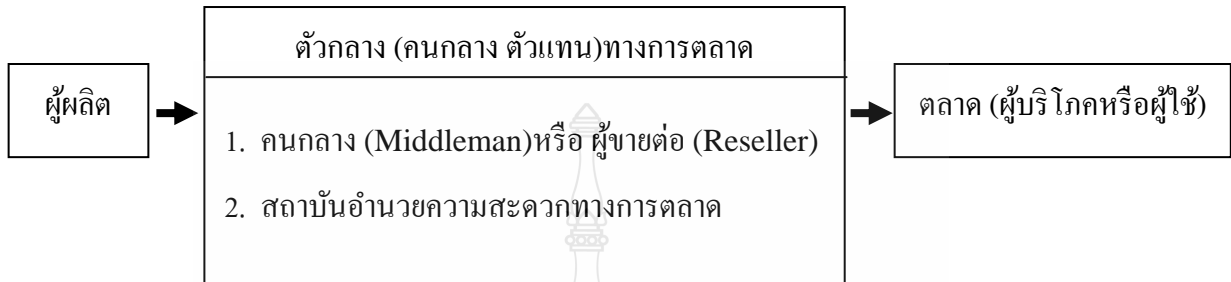 ผู้ผลิต
ตัวกลาง (คนกลาง ตัวแทน)ทางการตลาด
1. คนกลาง (Middleman)หรือ ผู้ขายต่อ (Reseller)
2. สถาบันอำนวยความสะดวกทางการตลาด
ตลาด (ผู้บริโภคหรือผู้ใช้)